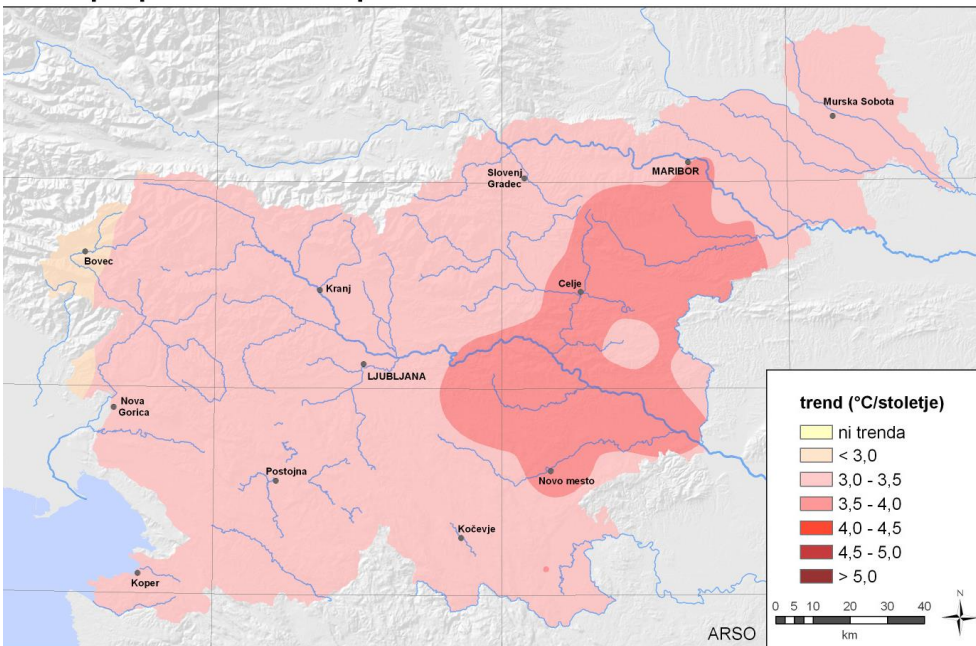 Murska Sobota
MARIBOR
Slovenj
Gradec
Bovec
Kranj
Celje
LJUBLJANA
Nova
Gorica
Postojna
Novo mesto
Kočevje
Koper
trend (°C/stoletje)
ni trenda
< 3,0
3,0 - 3,5
3,5 - 4,0
4,0 - 4,5
4,5 - 5,0
> 5,0
N
0 5 10 20 30 40
km
ARSO